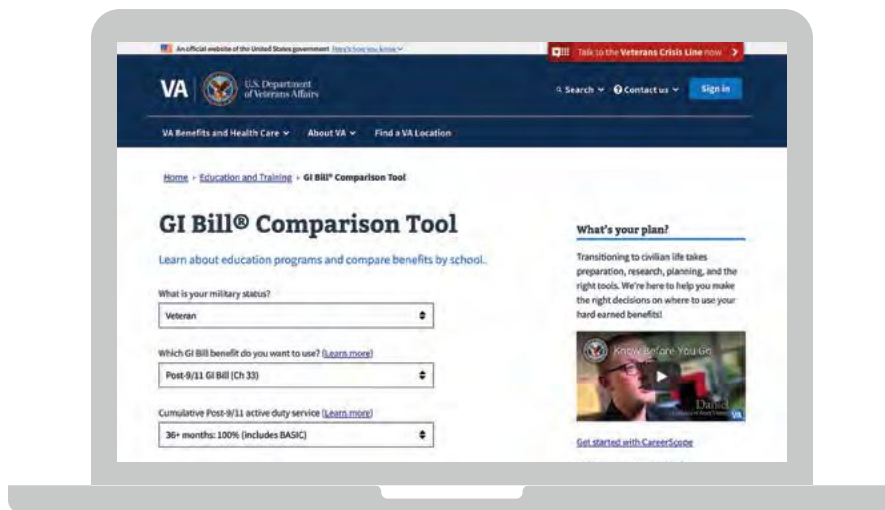 An official website of the United States government Here's how you know
Talk to the Veterans Crisis Line now
VA
U.S. Department
of Veterans Affairs
Search
Contact us
Sign in
VA Benefits and Health Care
About VA
Find a VA Location
Home › Education and Training › GI Bill® Comparison Tool
GI Bill® Comparison Tool
Learn about education programs and compare benefits by school.
What is your military status?
Veteran
Which GI Bill benefit do you want to use? (Learn more)
Post-9/11 GI Bill (Ch 33)
Cumulative Post-9/11 active duty service (Learn more)
36+ months: 100% (includes BASIC)
What's your plan?
Transitioning to civilian life takes
preparation, research, planning, and the
right tools. We're here to help you make
the right decisions on where to use your
hard earned benefits!
Know Before You Go
Daniel
VA
Get started with CareerScope